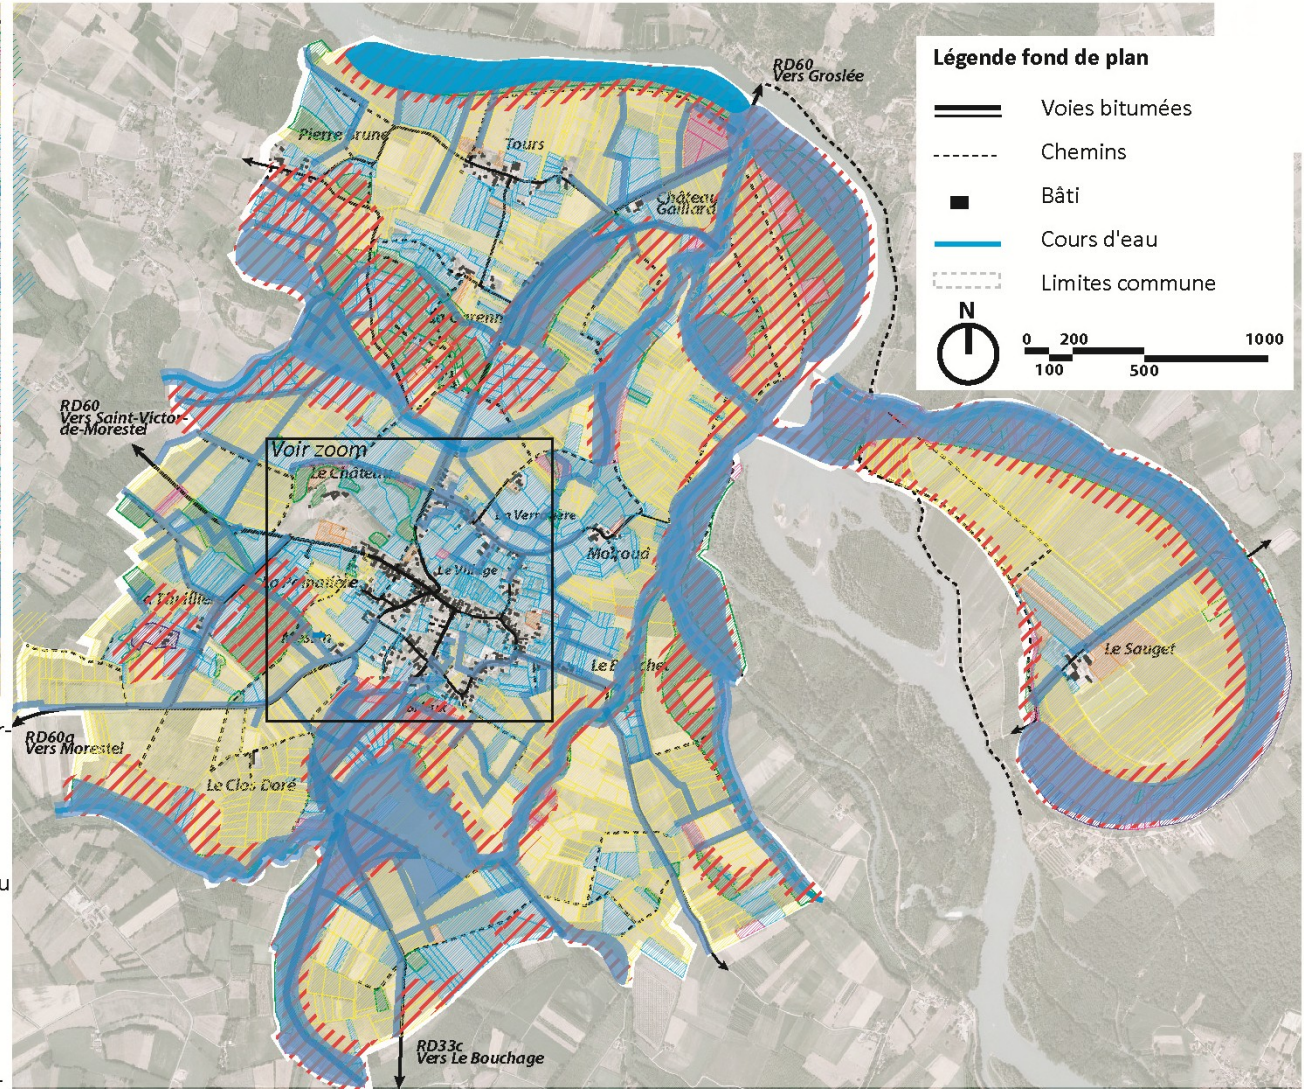 Légende fond de plan
Voies bitumées
Chemins
Bâti
Cours d'eau
Limites commune
N
0 200 1000
100 500
RD60
Vers Groslée
Pierre Brune
Tours
Château
Gaillard
RD60
Vers Saint-Victor-
de-Morestel
Voir zoom
Le Château
Moiroud
Le Village
Le Sauget
RD60a
Vers Morestel
Le Clos Doré
RD33c
Vers Le Bouchage
r-
u